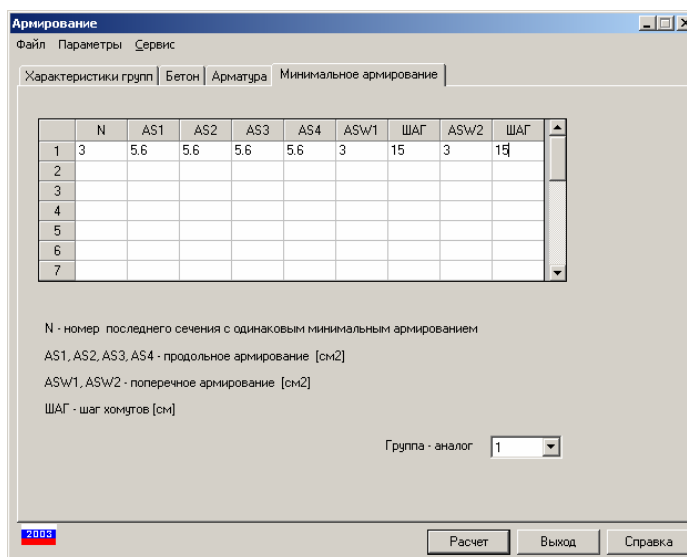 Армирование
Файл Параметры Сервис
Характеристики групп Бетон Арматура Минимальное армирование
N AS1 AS2 AS3 AS4 ASW1 ШАГ ASW2 ШАГ
1 3 5.6 5.6 5.6 5.6 3 15 3 15
2
3
4
5
6
7
N - номер последнего сечения с одинаковым минимальным армированием
AS1, AS2, AS3, AS4 - продольное армирование [см2]
ASW1, ASW2 - поперечное армирование [см2]
ШАГ - шаг хомутов [см]
Группа - аналог 1
2003
Расчет Выход Справка